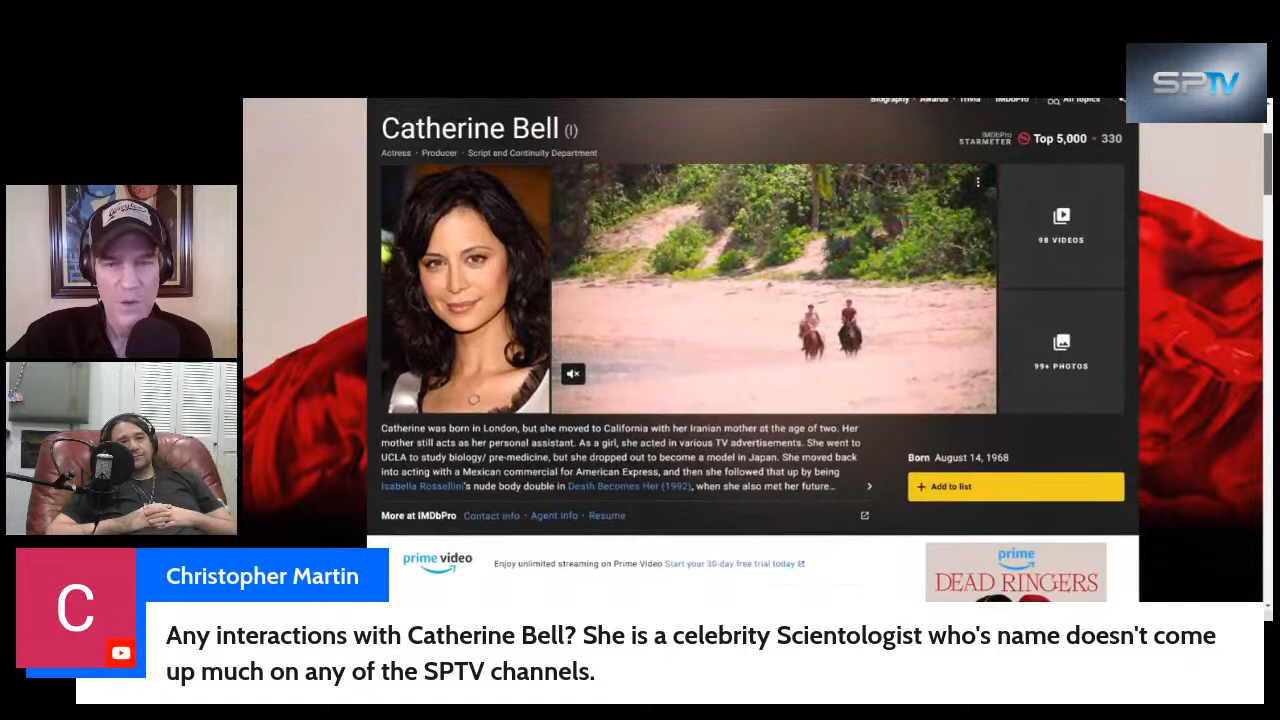 SPTV
Biography · Awards · Trivia IMDbPro All topics
Catherine Bell (I)
Actress · Producer · Script and Continuity Department
IMDbPro
STARMETER
Top 5,000 330
98 VIDEOS
99+ PHOTOS
Catherine was born in London, but she moved to California with her Iranian mother at the age of two. Her
mother still acts as her personal assistant. As a girl, she acted in various TV advertisements. She went to
UCLA to study biology/ pre-medicine, but she dropped out to become a model in Japan. She moved back
into acting with a Mexican commercial for American Express, and then she followed that up by being
Isabella Rossellini's nude body double in Death Becomes Her (1992), when she also met her future...
Born August 14, 1968
+ Add to list
More at IMDbPro Contact info · Agent info · Resume
prime video
Enjoy unlimited streaming on Prime Video Start your 30-day free trial today
prime
DEAD RINGERS
C
Christopher Martin
Any interactions with Catherine Bell? She is a celebrity Scientologist who's name doesn't come
up much on any of the SPTV channels.